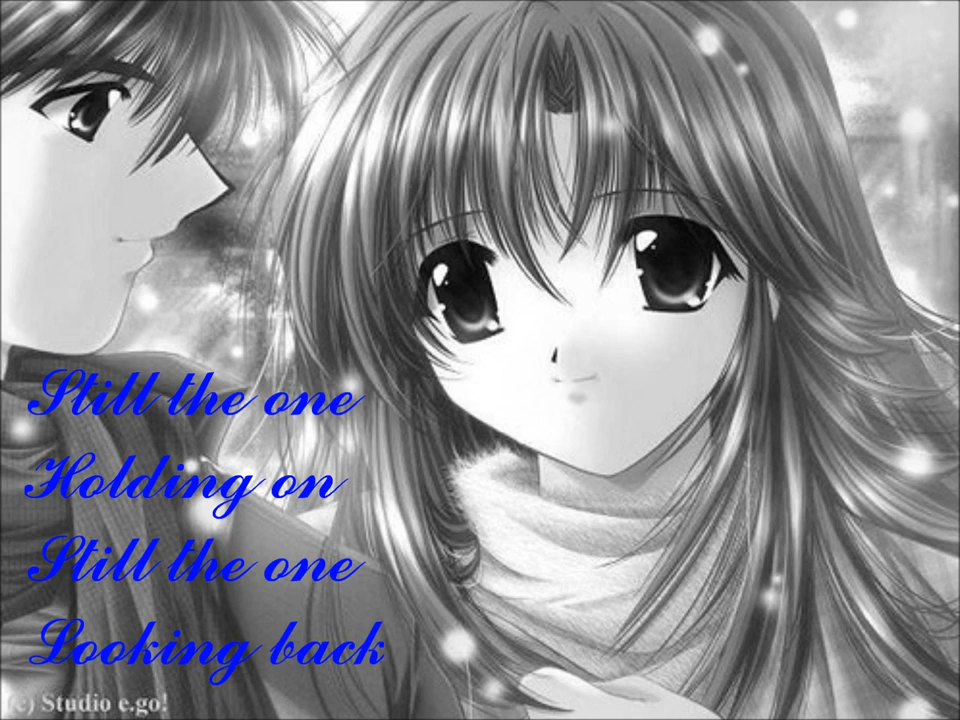 Still the one
Holding on
Still the one
Looking back
(c) Studio e.go!